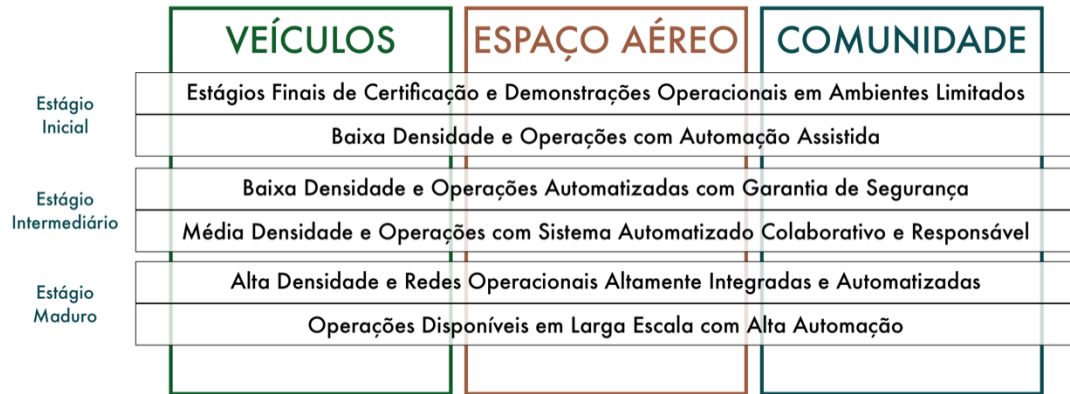 VEÍCULOS
ESPAÇO AÉREO
COMUNIDADE
Estágio
Inicial
Estágios Finais de Certificação e Demonstrações Operacionais em Ambientes Limitados
Baixa Densidade e Operações com Automação Assistida
Estágio
Intermediário
Baixa Densidade e Operações Automatizadas com Garantia de Segurança
Média Densidade e Operações com Sistema Automatizado Colaborativo e Responsável
Estágio
Maduro
Alta Densidade e Redes Operacionais Altamente Integradas e Automatizadas
Operações Disponíveis em Larga Escala com Alta Automação